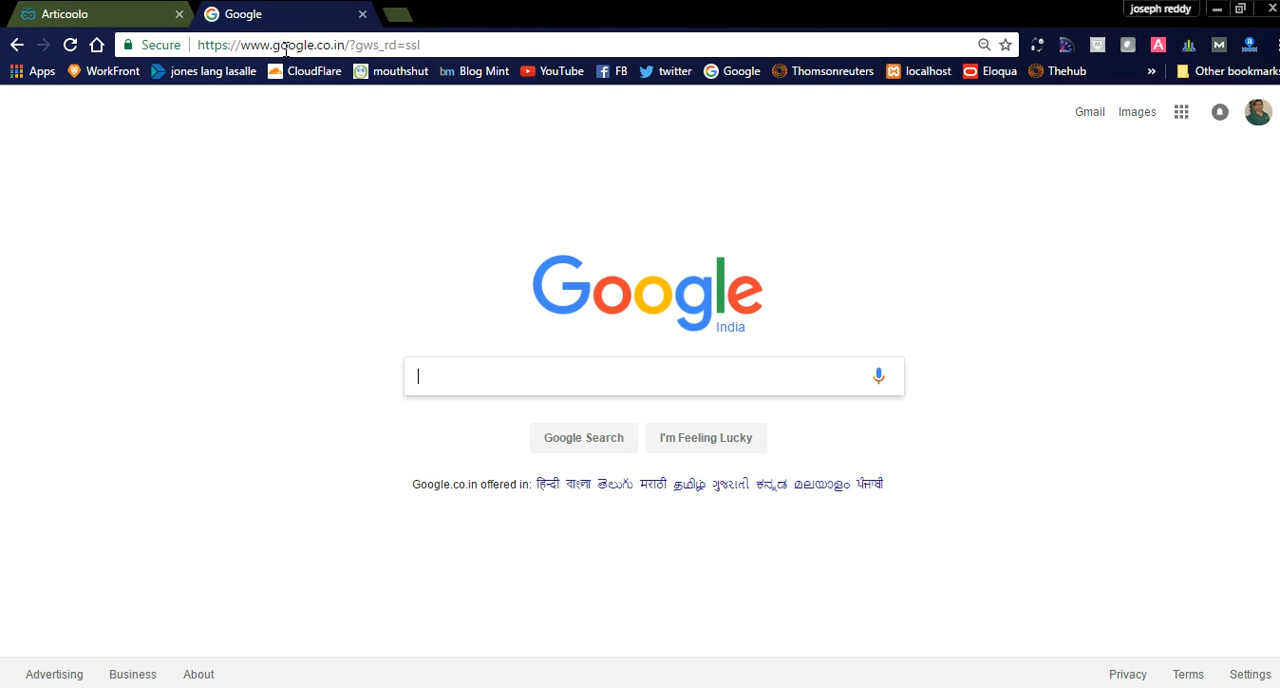 Articoolo
Google
joseph reddy
Secure https://www.google.co.in/?gws_rd=ssl
Apps WorkFront jones lang lasalle CloudFlare mouthshut bm Blog Mint YouTube FB twitter Google Thomsonreuters localhost Eloqua Thehub » Other bookmarks
Gmail Images
Google
India
Google Search I'm Feeling Lucky
Google.co.in offered in: हिन्दी বাংলা తెలుగు मराठी தமிழ் ગુજરાતી ಕನ್ನಡ മലയാളം ਪੰਜਾਬੀ
Advertising Business About Privacy Terms Settings